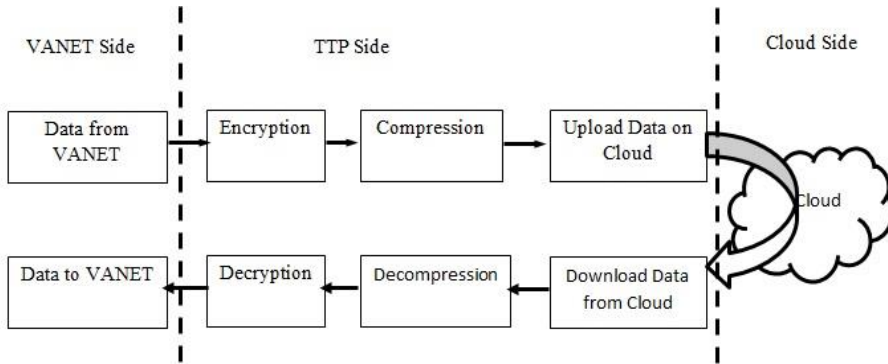 VANET Side
TTP Side
Cloud Side
Data from
VANET
Encryption
Compression
Upload Data on
Cloud
Cloud
Data to VANET
Decryption
Decompression
Download Data
from Cloud